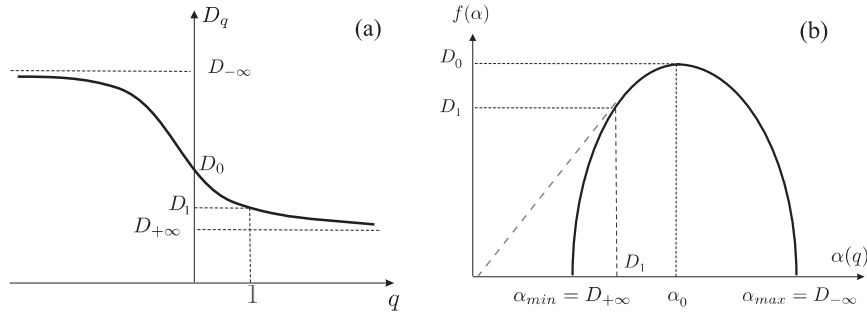 D_q
(a)
D_{-∞}
D_0
D_1
D_{+∞}
1
q
f(α)
(b)
D_0
D_1
D_1
α(q)
α_{min} = D_{+∞}
α_0
α_{max} = D_{-∞}